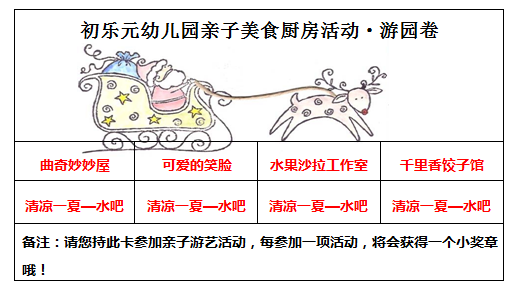 初乐元幼儿园亲子美食厨房活动·游园卷
曲奇妙妙屋 可爱的笑脸 水果沙拉工作室 千里香饺子馆
清凉一夏—水吧 清凉一夏—水吧 清凉一夏—水吧 清凉一夏—水吧
备注：请您持此卡参加亲子游艺活动，每参加一项活动，将会获得一个小奖章
哦！